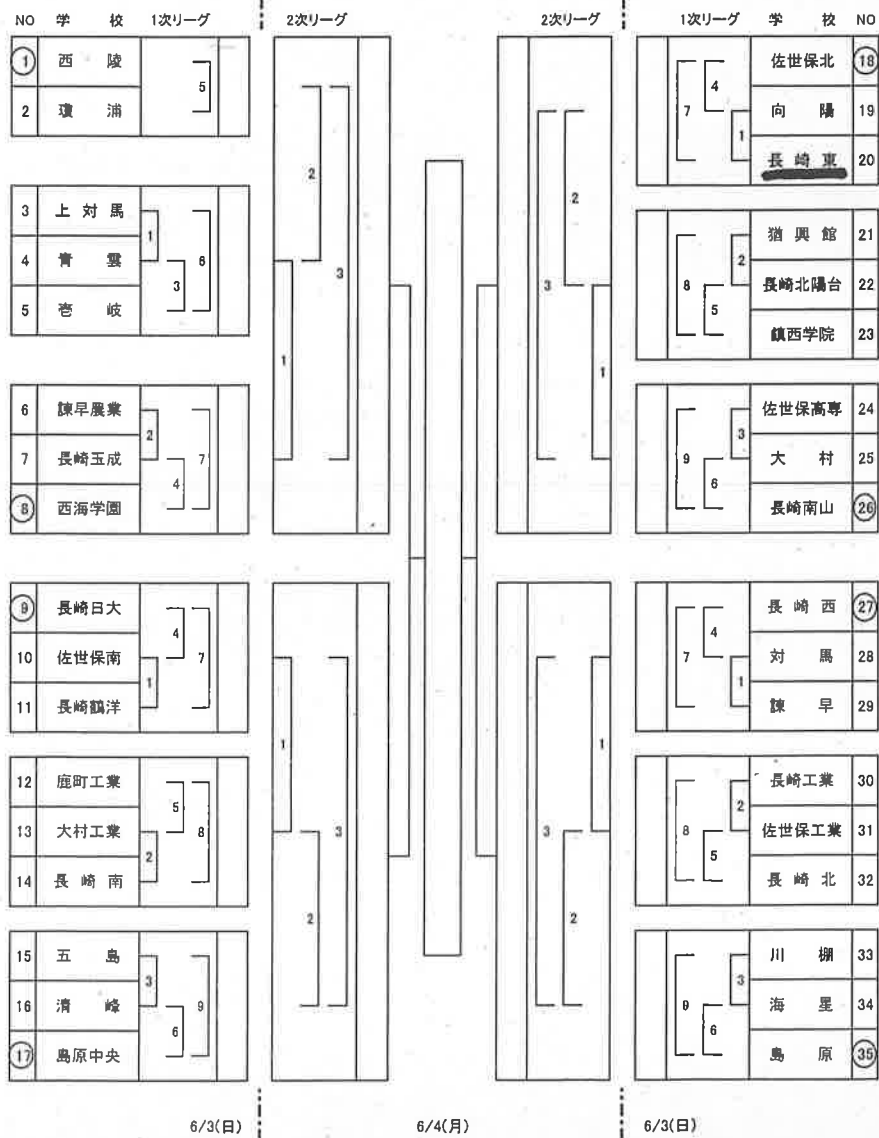 NO 学校 1次リーグ 2次リーグ 2次リーグ 1次リーグ 学校 NO
① 西陵
2 瓊浦
5
3 上対馬
4 青雲
5 壱岐
1 3 6
6 諫早農業
7 長崎玉成
⑧ 西海学園
2 4 7
⑨ 長崎日大
10 佐世保南
11 長崎鶴洋
4 1 7
12 鹿町工業
13 大村工業
14 長崎南
5 2 8
15 五島
16 清峰
⑰ 島原中央
3 6 9
2 3 1
1 3 2
2 3 1
1 3 2
佐世保北 ⑱
向陽 19
長崎東 20
7 4 1
猶興館 21
長崎北陽台 22
鎮西学院 23
8 2 5
佐世保高専 24
大村 25
長崎南山 ㉖
9 3 6
長崎西 ㉗
対馬 28
諫早 29
7 4 1
長崎工業 30
佐世保工業 31
長崎北 32
8 2 5
川棚 33
海星 34
島原 ㉟
9 3 6
6/3(日) 6/4(月) 6/3(日)